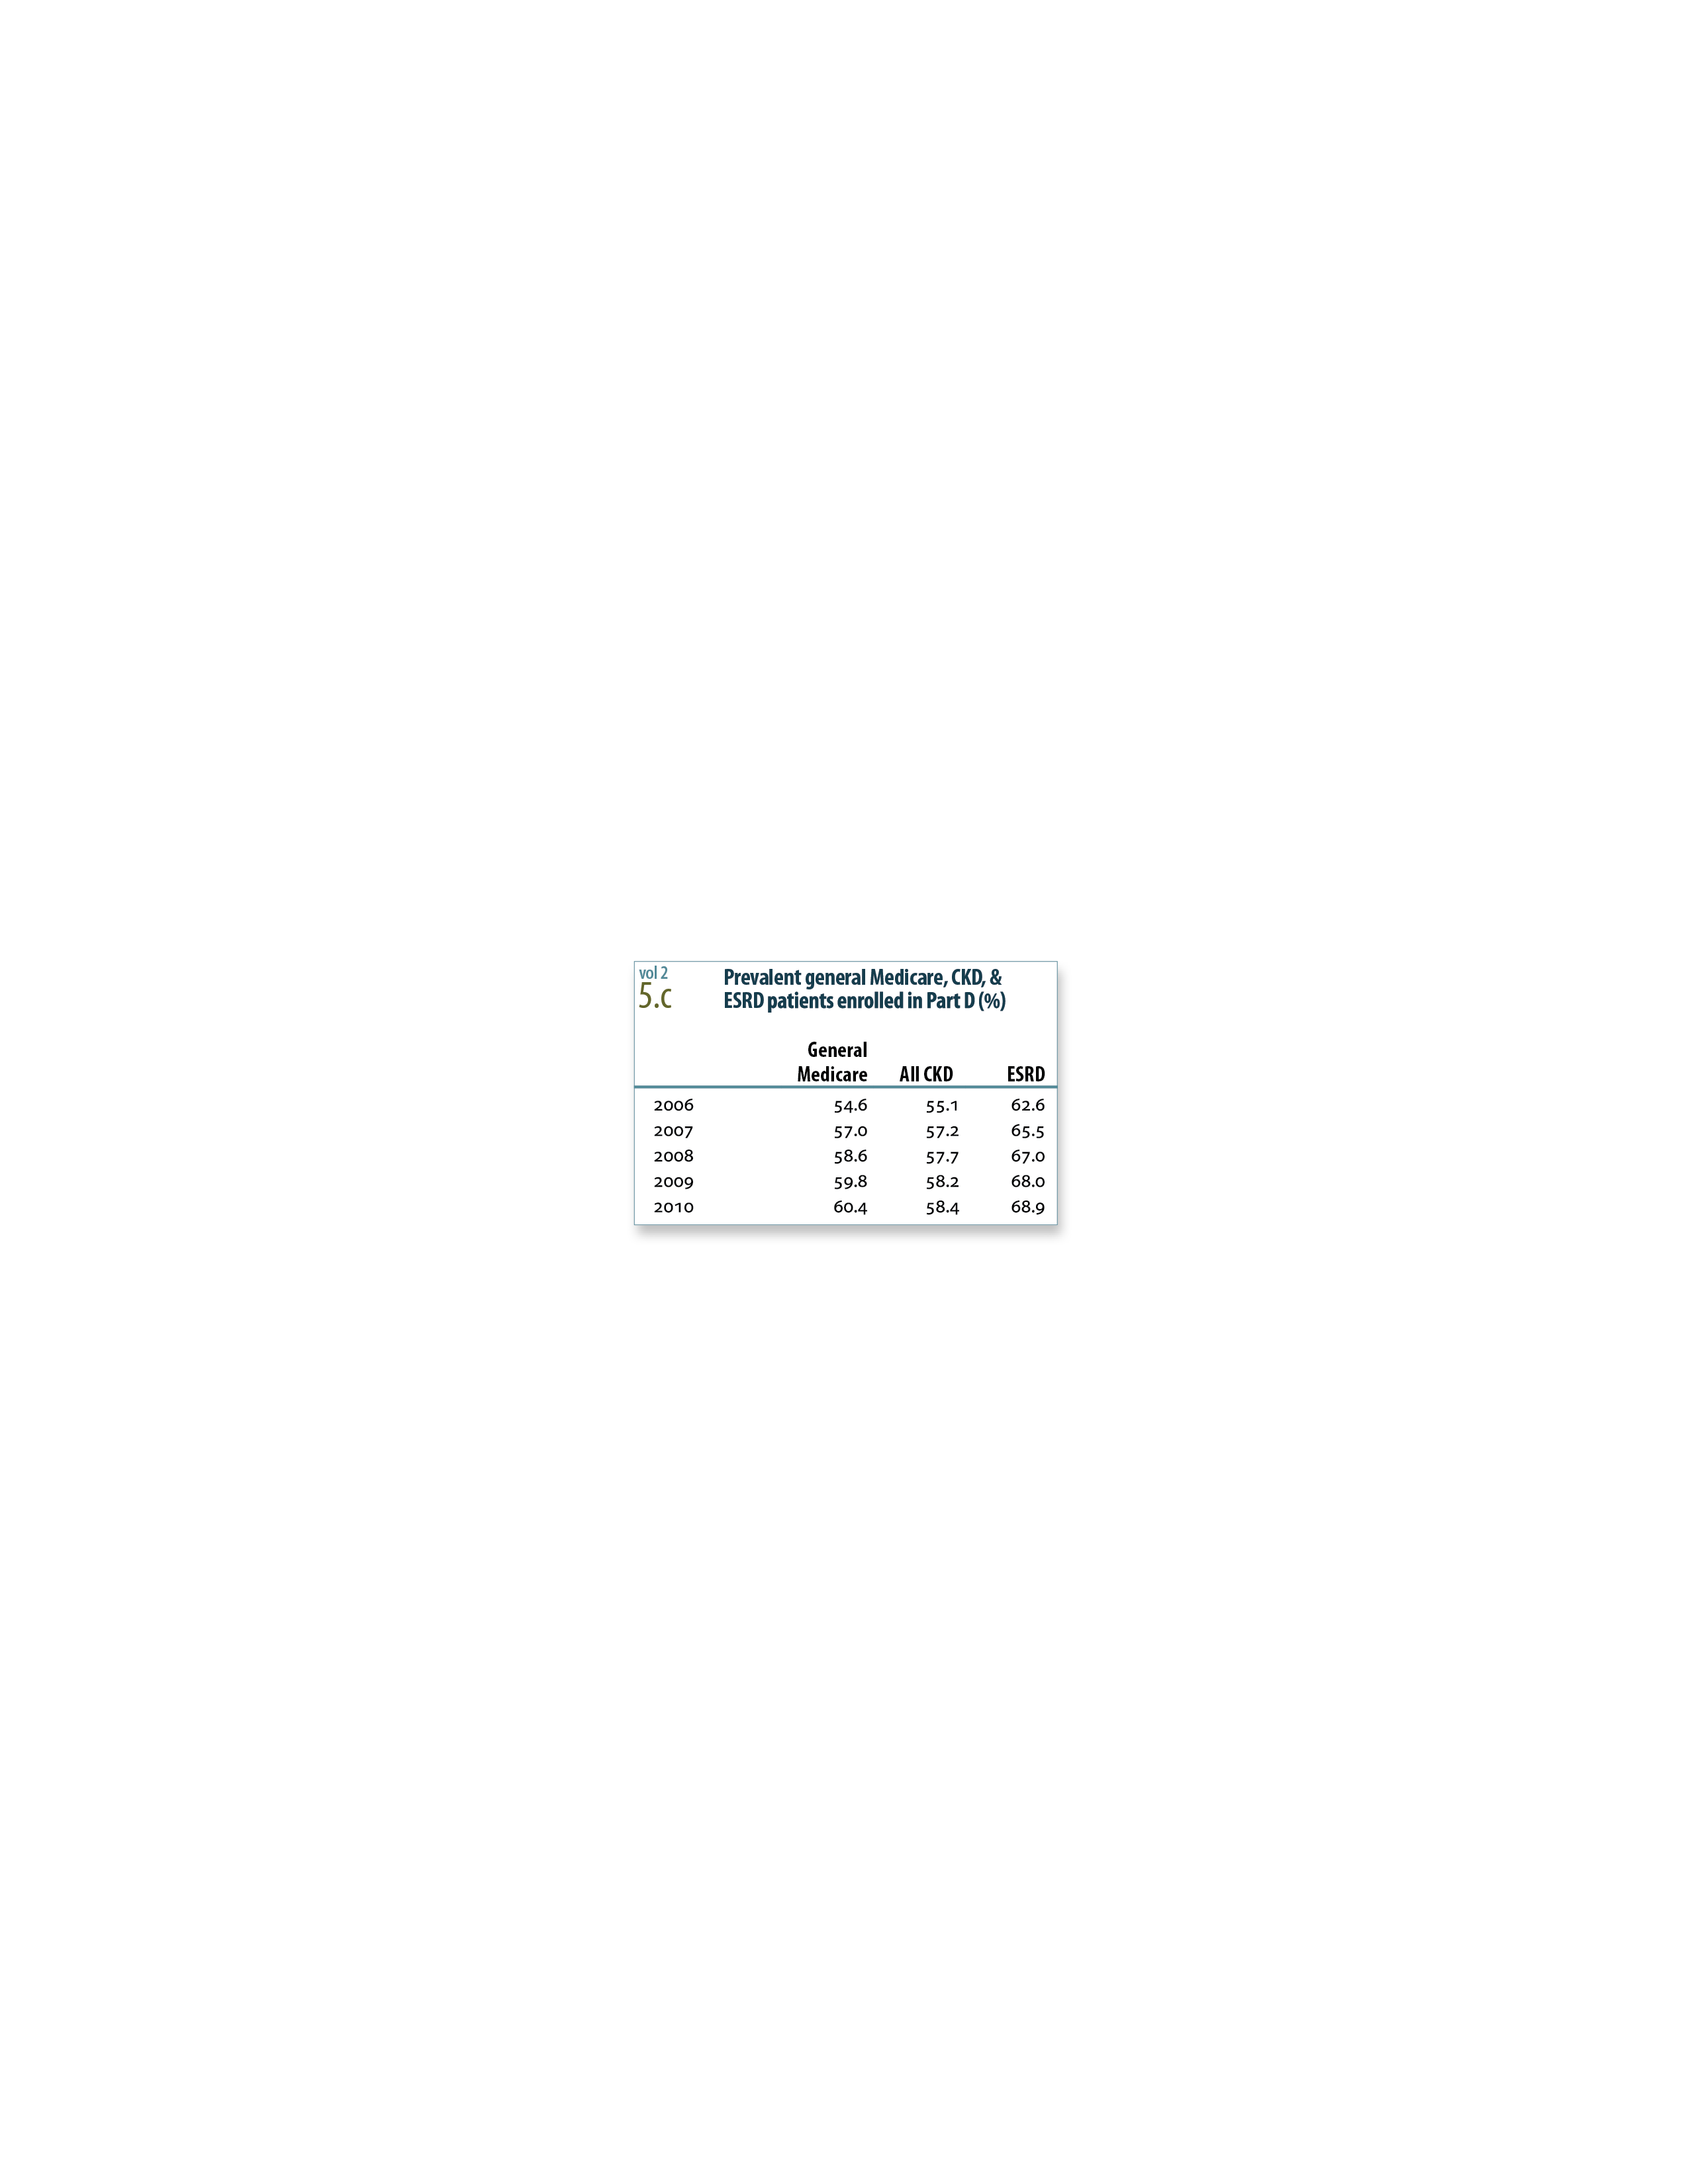 vol 2
5.c
Prevalent general Medicare, CKD, &
ESRD patients enrolled in Part D (%)
General
Medicare All CKD ESRD
2006 54.6 55.1 62.6
2007 57.0 57.2 65.5
2008 58.6 57.7 67.0
2009 59.8 58.2 68.0
2010 60.4 58.4 68.9